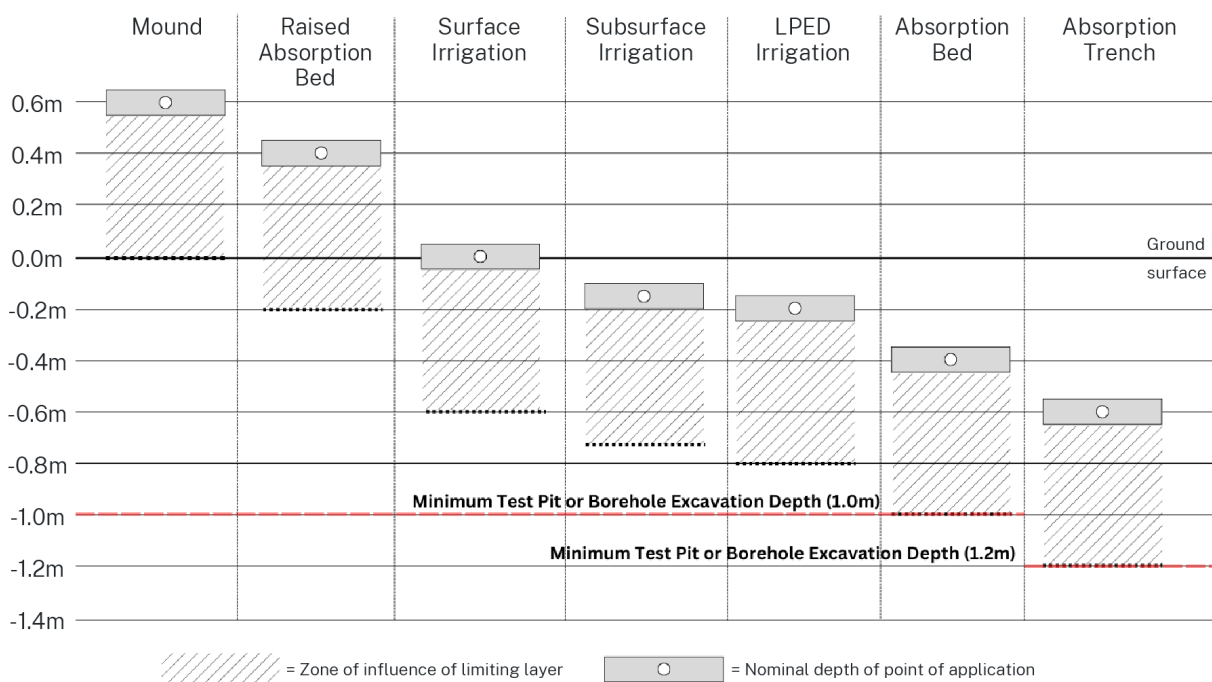 Mound
Raised
Absorption
Bed
Surface
Irrigation
Subsurface
Irrigation
LPED
Irrigation
Absorption
Bed
Absorption
Trench
0.6m
0.4m
0.2m
0.0m
Ground
surface
-0.2m
-0.4m
-0.6m
-0.8m
Minimum Test Pit or Borehole Excavation Depth (1.0m)
-1.0m
Minimum Test Pit or Borehole Excavation Depth (1.2m)
-1.2m
-1.4m
= Zone of influence of limiting layer
= Nominal depth of point of application